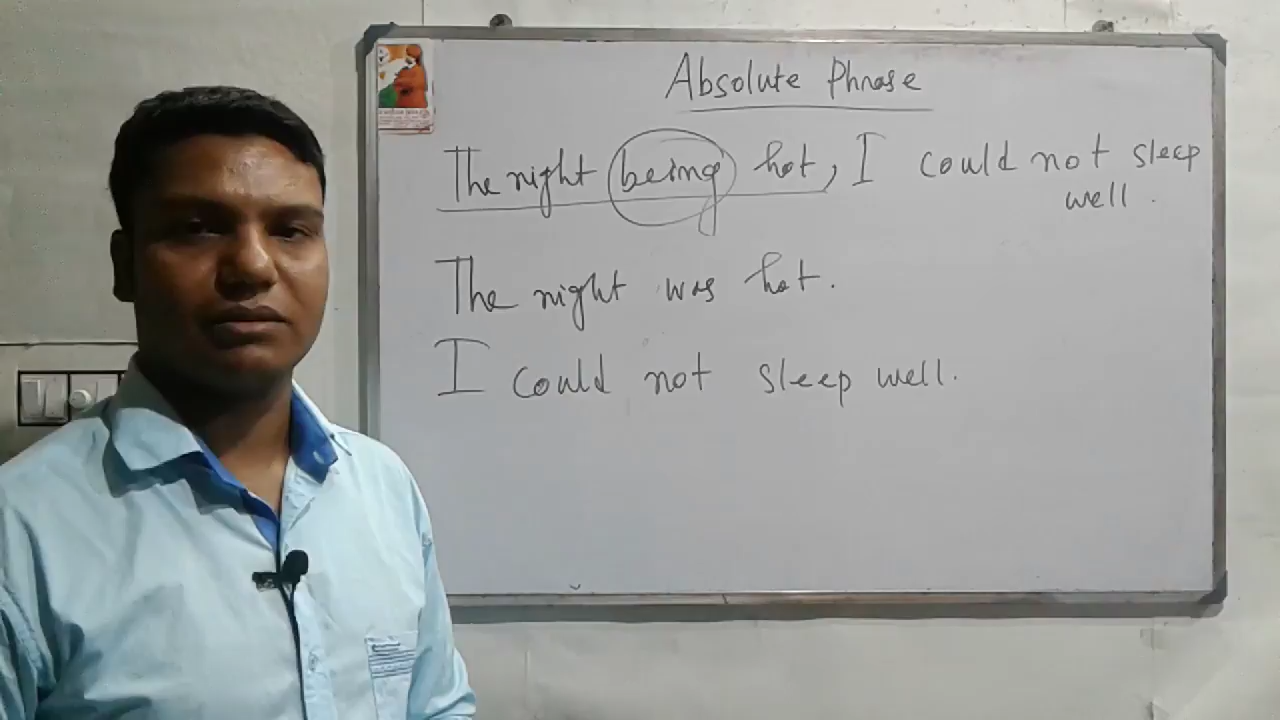 Absolute Phrase
The night being hot, I could not sleep
well.
The night was hot.
I could not sleep well.